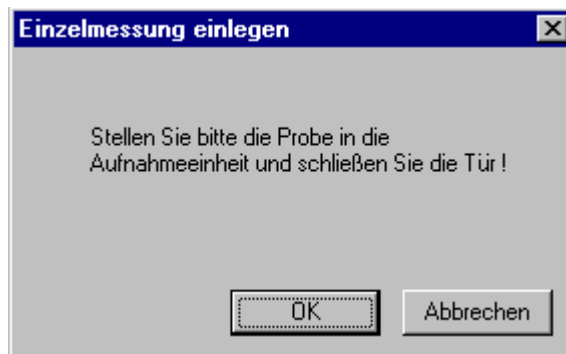 Einzelmessung einlegen
Stellen Sie bitte die Probe in die
Aufnahmeeinheit und schließen Sie die Tür !
OK
Abbrechen